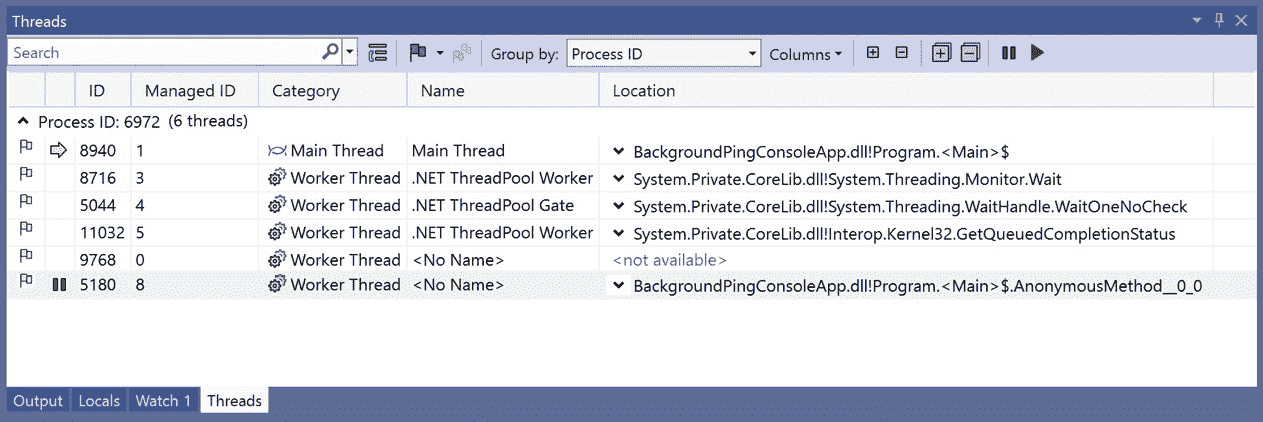 Threads
Search Group by: Process ID Columns
ID Managed ID Category Name Location
Process ID: 6972 (6 threads)
8940 1 Main Thread Main Thread BackgroundPingConsoleApp.dll!Program.<Main>$
8716 3 Worker Thread .NET ThreadPool Worker System.Private.CoreLib.dll!System.Threading.Monitor.Wait
5044 4 Worker Thread .NET ThreadPool Gate System.Private.CoreLib.dll!System.Threading.WaitHandle.WaitOneNoCheck
11032 5 Worker Thread .NET ThreadPool Worker System.Private.CoreLib.dll!Interop.Kernel32.GetQueuedCompletionStatus
9768 0 Worker Thread <No Name> <not available>
5180 8 Worker Thread <No Name> BackgroundPingConsoleApp.dll!Program.<Main>$.AnonymousMethod__0_0
Output Locals Watch 1 Threads